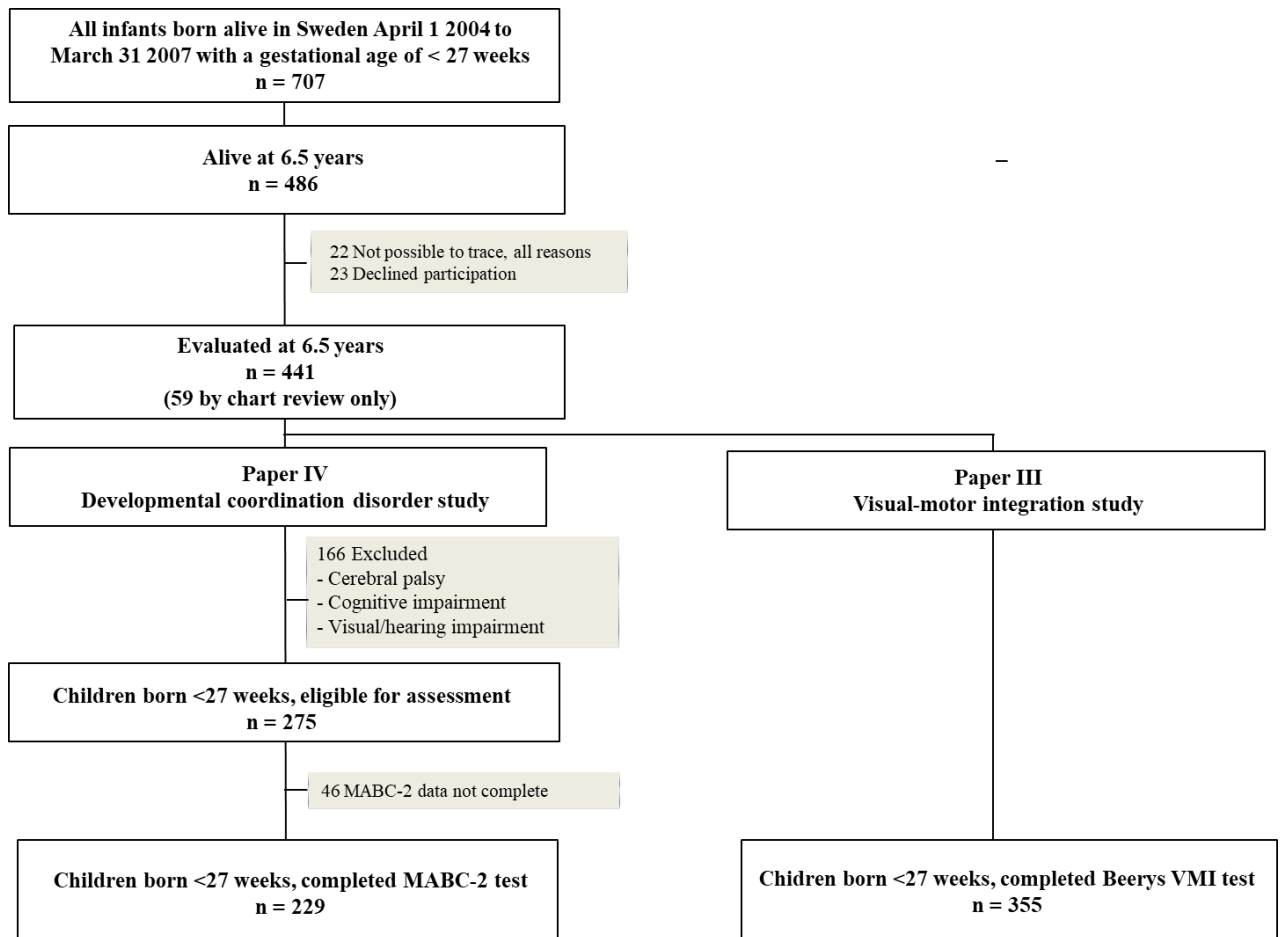 All infants born alive in Sweden April 1 2004 to
March 31 2007 with a gestational age of < 27 weeks
n = 707
Alive at 6.5 years
n = 486
–
22 Not possible to trace, all reasons
23 Declined participation
Evaluated at 6.5 years
n = 441
(59 by chart review only)
Paper IV
Developmental coordination disorder study
Paper III
Visual-motor integration study
166 Excluded
- Cerebral palsy
- Cognitive impairment
- Visual/hearing impairment
Children born <27 weeks, eligible for assessment
n = 275
46 MABC-2 data not complete
Children born <27 weeks, completed MABC-2 test
n = 229
Chidren born <27 weeks, completed Beerys VMI test
n = 355